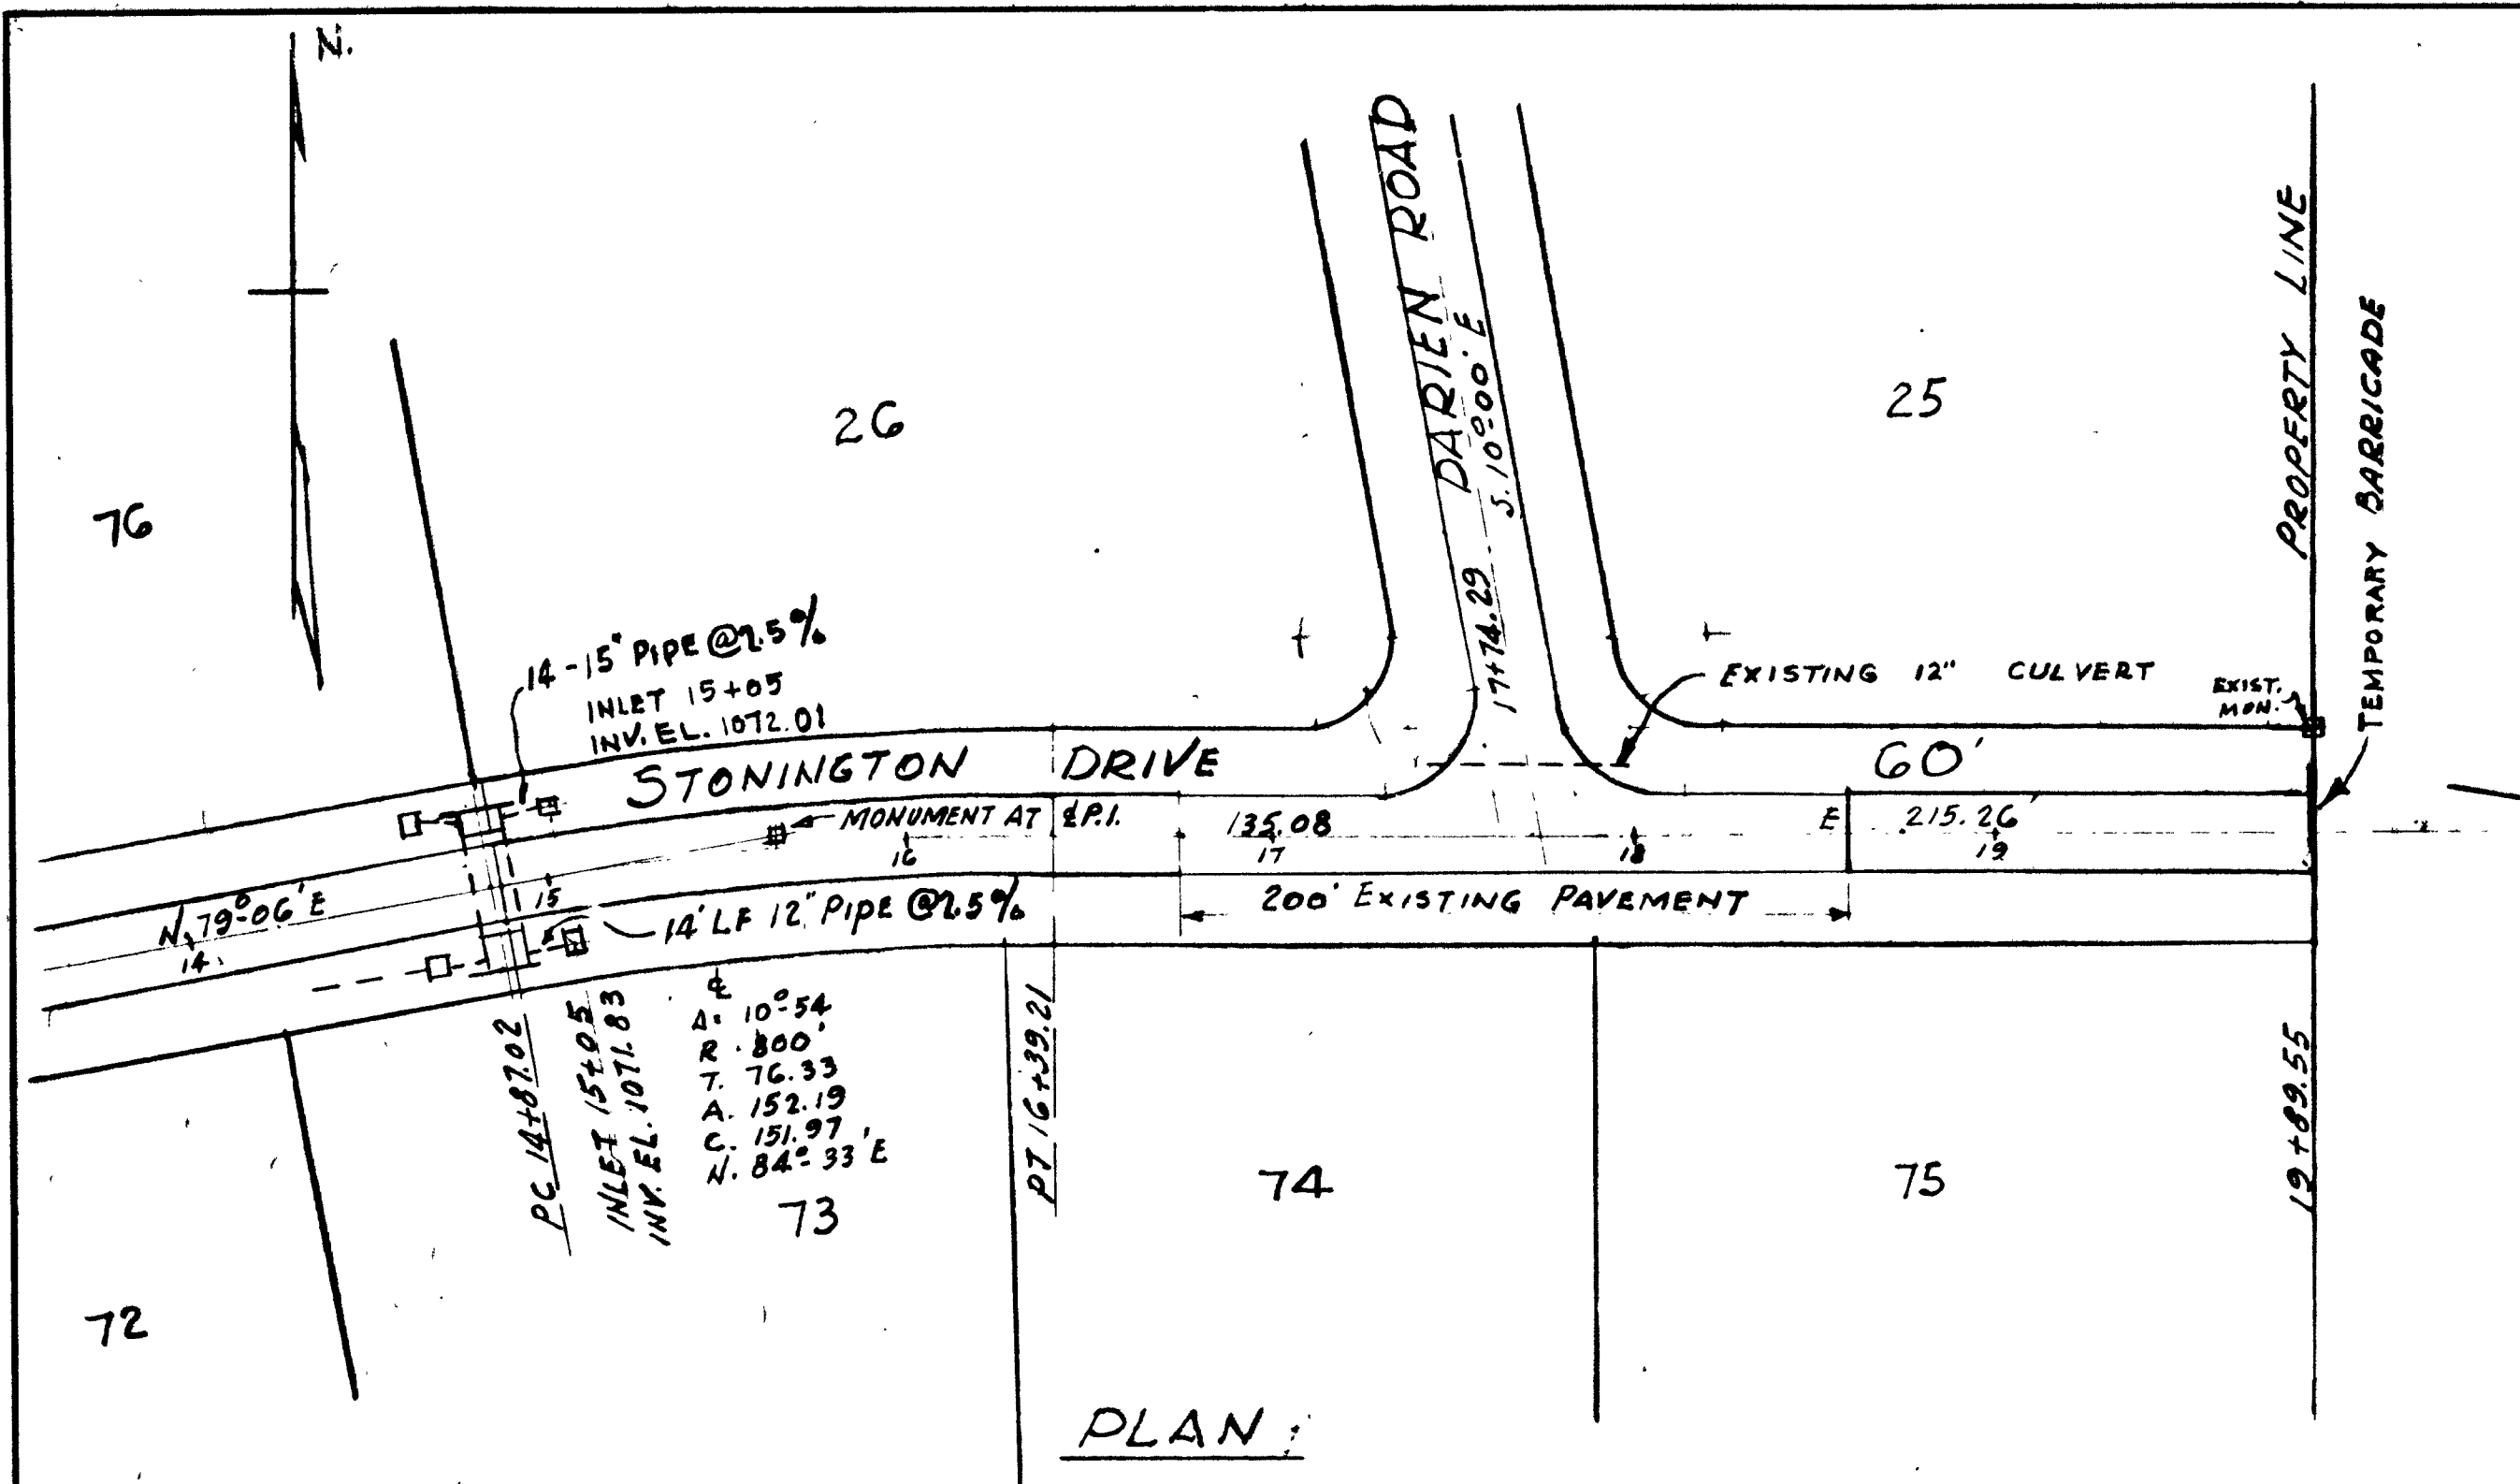 N.
DARIEN ROAD
S. 10°-00' E
17+74.29
PROPERTY LINE
TEMPORARY BARRICADE
26
25
76
14-15" PIPE @2.5%
INLET 15+05
INV. EL. 1072.01
EXISTING 12" CULVERT
EXIST.
MON.
STONINGTON DRIVE
60'
MONUMENT AT ℄ P.I.
135.08
E
215.26'
16
17
18
19
15
14
N. 79°-06' E
14' LF 12" PIPE @2.5%
200' EXISTING PAVEMENT
PC 14+87.02
INLET 15+05
INV. EL. 1071.83
℄
Δ= 10°-54
R. 800'
T. 76.33
A. 152.19
C. 151.97
N. 84°-33' E
PT 16+39.21
19+89.55
73
74
75
72
PLAN